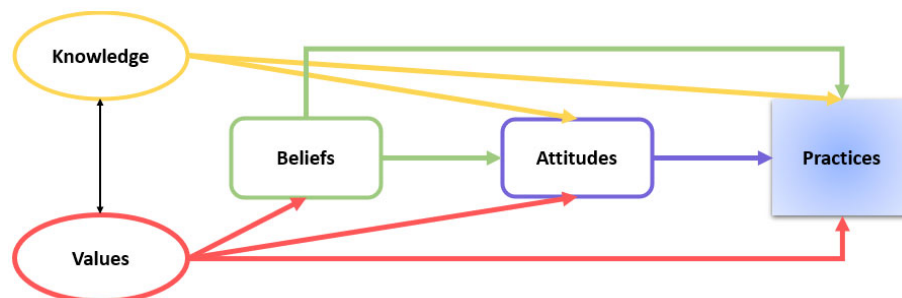 Knowledge
Beliefs
Attitudes
Practices
Values